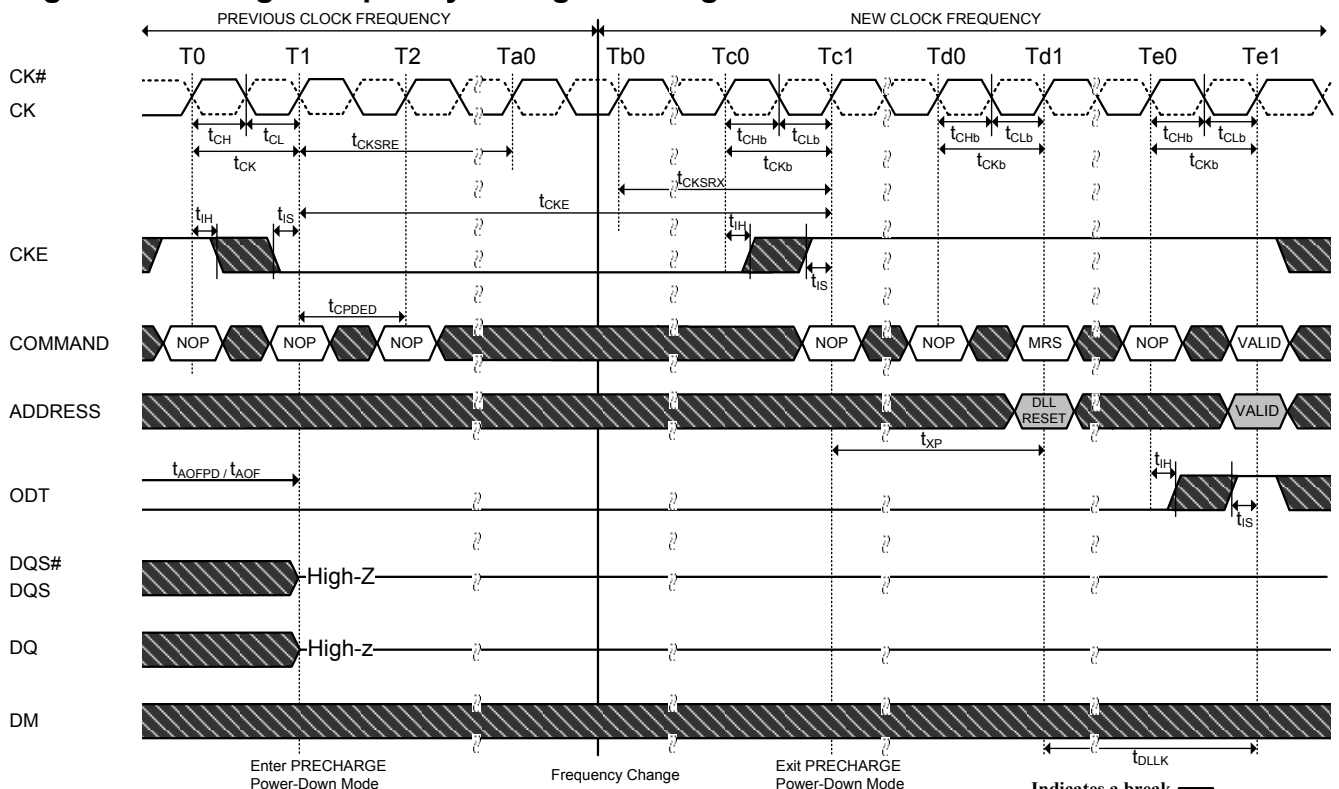 PREVIOUS CLOCK FREQUENCY NEW CLOCK FREQUENCY
T0 T1 T2 Ta0 Tb0 Tc0 Tc1 Td0 Td1 Te0 Te1
CK#
CK
tCH tCL tCKSRE tCHb tCLb tCHb tCLb tCHb tCLb
tCK tCKb tCKb tCKb
tCKSRX
tCKE
tIH tIS tIH
CKE
tIS
tCPDED
COMMAND NOP NOP NOP NOP NOP MRS NOP VALID
ADDRESS DLL RESET VALID
tXP
tAOFPD / tAOF tIH
ODT
tIS
DQS#
DQS
High-Z
DQ High-z
DM
tDLLK
Enter PRECHARGE
Power-Down Mode
Frequency Change
Exit PRECHARGE
Power-Down Mode
Indicates a break